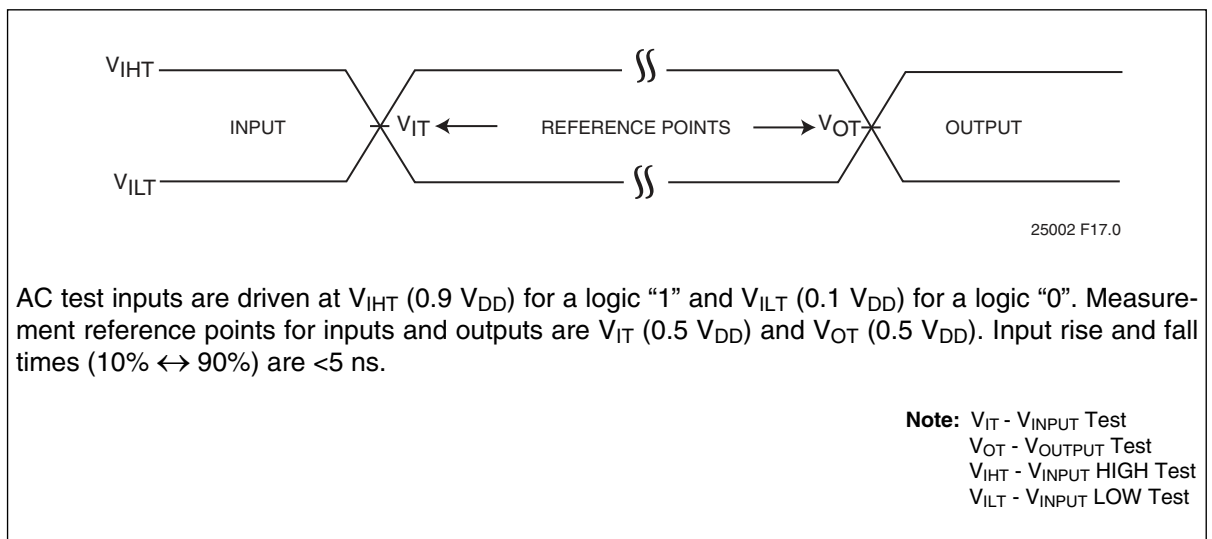 VIHT
INPUT VIT REFERENCE POINTS VOT OUTPUT
VILT
25002 F17.0
AC test inputs are driven at VIHT (0.9 VDD) for a logic “1” and VILT (0.1 VDD) for a logic “0”. Measure-
ment reference points for inputs and outputs are VIT (0.5 VDD) and VOT (0.5 VDD). Input rise and fall
times (10% ↔ 90%) are <5 ns.
Note: VIT - VINPUT Test
VOT - VOUTPUT Test
VIHT - VINPUT HIGH Test
VILT - VINPUT LOW Test